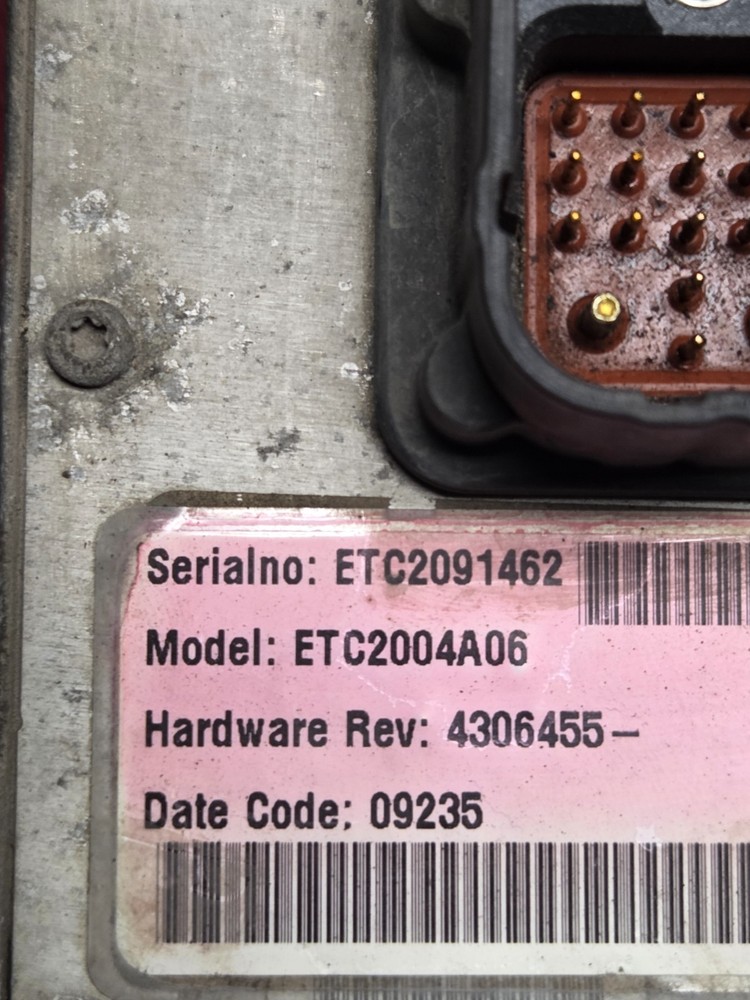 Serialno: ETC2091462
Model: ETC2004A06
Hardware Rev: 4306455-
Date Code: 09235